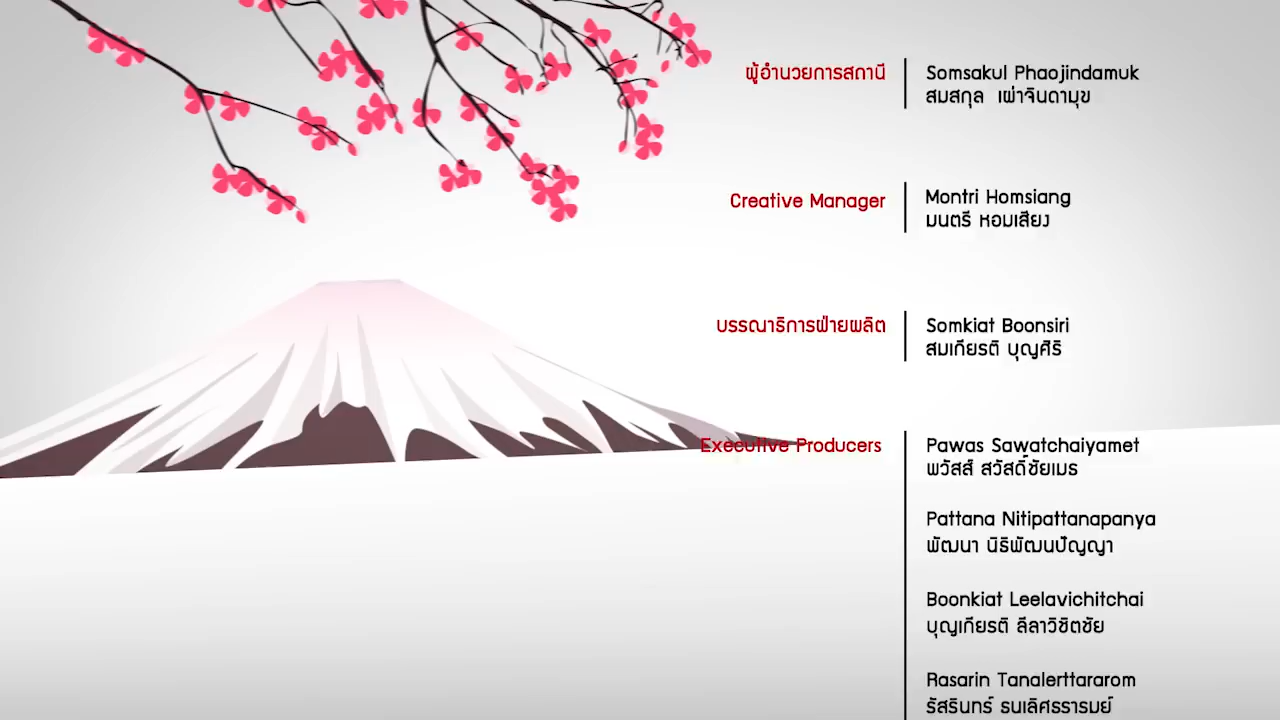 ผู้อำนวยการสถานี
Somsakul Phaojindamuk
สมสกุล เผ่าจินดามุข
Creative Manager
Montri Homsiang
มนตรี หอมเสียง
บรรณาธิการฝ่ายผลิต
Somkiat Boonsiri
สมเกียรติ บุญศิริ
Executive Producers
Pawas Sawatchaiyamet
พวัสส์ สวัสดิ์ชัยเมธ
Pattana Nitipattanapanya
พัฒนา นิธิพัฒนปัญญา
Boonkiat Leelavichitchai
บุญเกียรติ ลีลาวิชิตชัย
Rasarin Tanalerttararom
รัสรินทร์ ธนเลิศธรารมย์